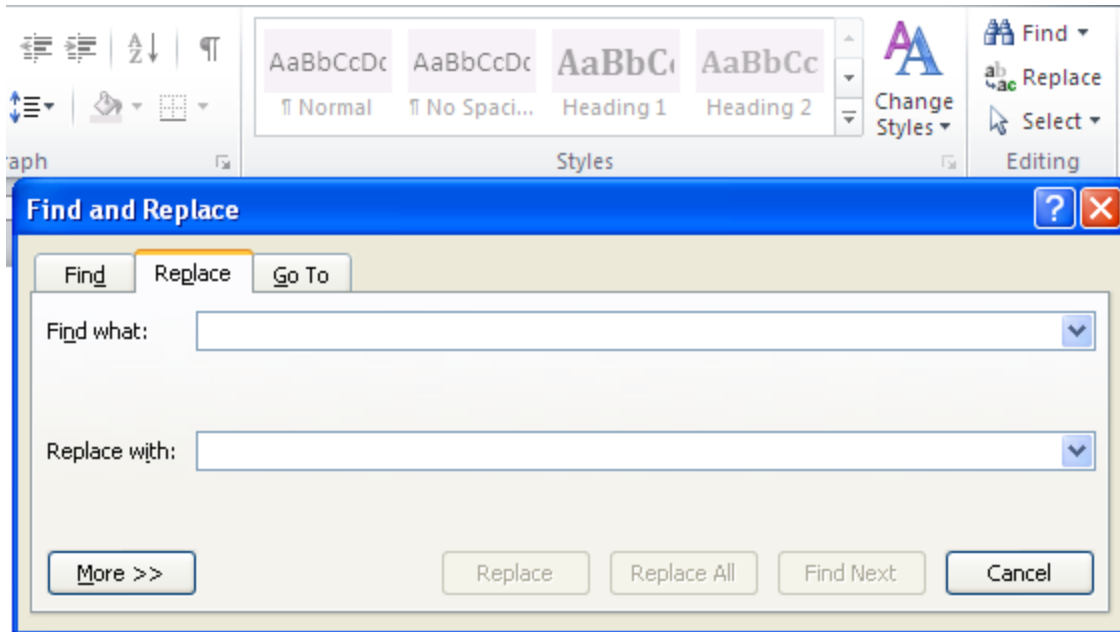 A
Z
¶
AaBbCcDc AaBbCcDc AaBbC AaBbCc
¶ Normal ¶ No Spaci... Heading 1 Heading 2
Change
Styles
Find
Replace
Select
raph Styles Editing
Find and Replace
Find Replace Go To
Find what:
Replace with:
More >> Replace Replace All Find Next Cancel